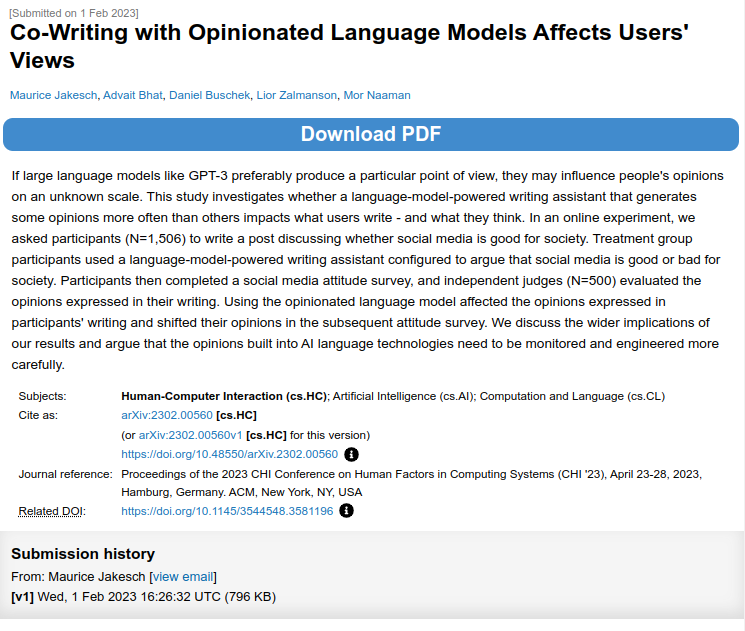 [Submitted on 1 Feb 2023]
Co-Writing with Opinionated Language Models Affects Users'
Views
Maurice Jakesch, Advait Bhat, Daniel Buschek, Lior Zalmanson, Mor Naaman
Download PDF
If large language models like GPT-3 preferably produce a particular point of view, they may influence people's opinions
on an unknown scale. This study investigates whether a language-model-powered writing assistant that generates
some opinions more often than others impacts what users write - and what they think. In an online experiment, we
asked participants (N=1,506) to write a post discussing whether social media is good for society. Treatment group
participants used a language-model-powered writing assistant configured to argue that social media is good or bad for
society. Participants then completed a social media attitude survey, and independent judges (N=500) evaluated the
opinions expressed in their writing. Using the opinionated language model affected the opinions expressed in
participants' writing and shifted their opinions in the subsequent attitude survey. We discuss the wider implications of
our results and argue that the opinions built into AI language technologies need to be monitored and engineered more
carefully.
Subjects: Human-Computer Interaction (cs.HC); Artificial Intelligence (cs.AI); Computation and Language (cs.CL)
Cite as: arXiv:2302.00560 [cs.HC]
(or arXiv:2302.00560v1 [cs.HC] for this version)
https://doi.org/10.48550/arXiv.2302.00560
Journal reference: Proceedings of the 2023 CHI Conference on Human Factors in Computing Systems (CHI '23), April 23-28, 2023,
Hamburg, Germany. ACM, New York, NY, USA
Related DOI: https://doi.org/10.1145/3544548.3581196
Submission history
From: Maurice Jakesch [view email]
[v1] Wed, 1 Feb 2023 16:26:32 UTC (796 KB)